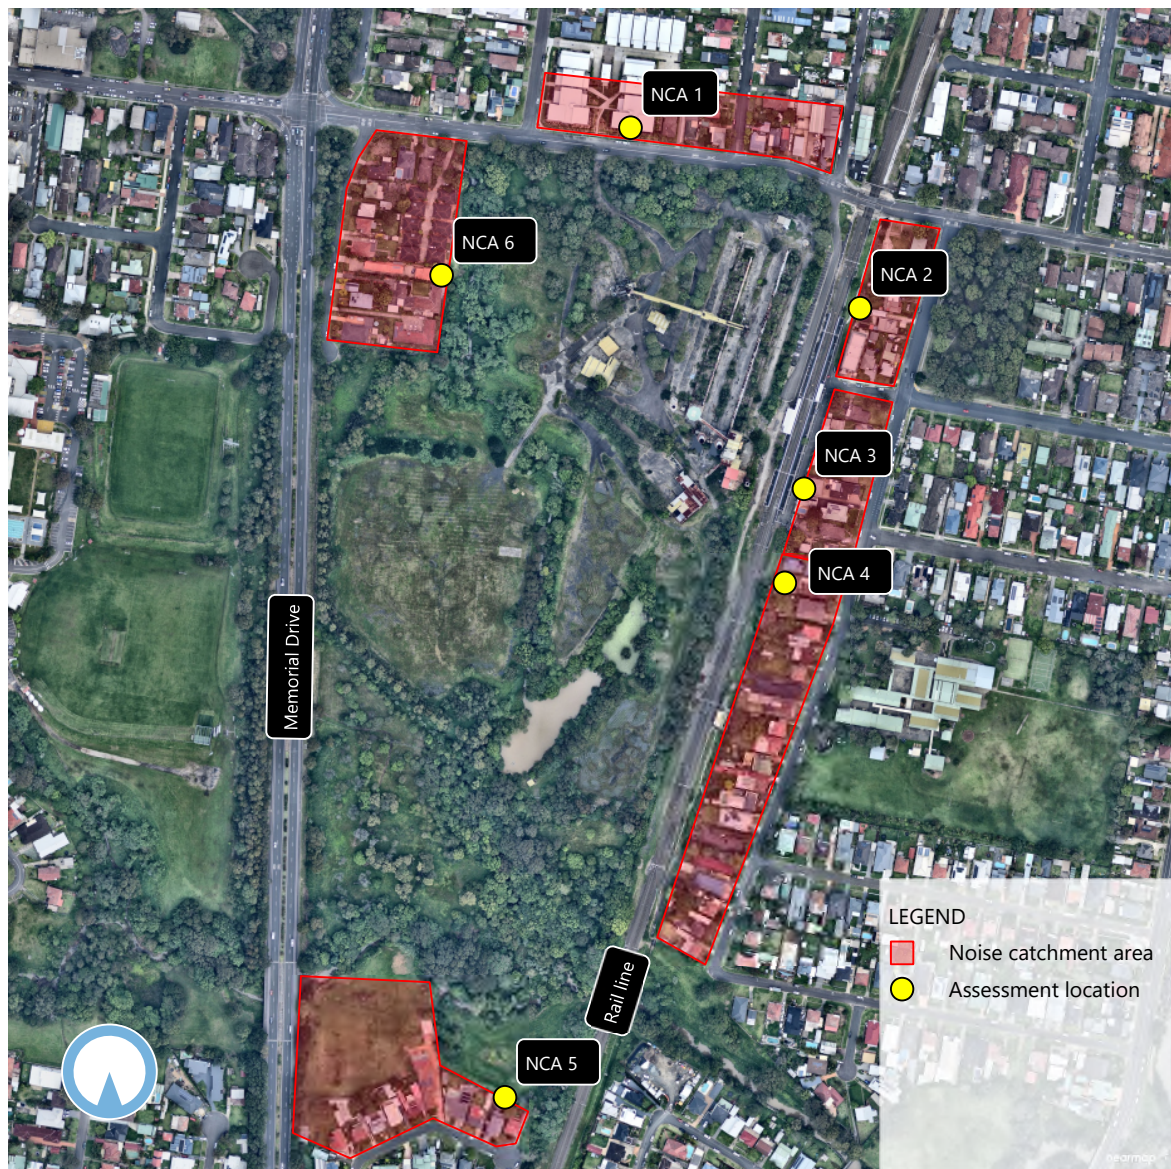 NCA 1
NCA 6
NCA 2
NCA 3
NCA 4
Memorial Drive
LEGEND
Noise catchment area
Rail line
Assessment location
NCA 5
nearmap